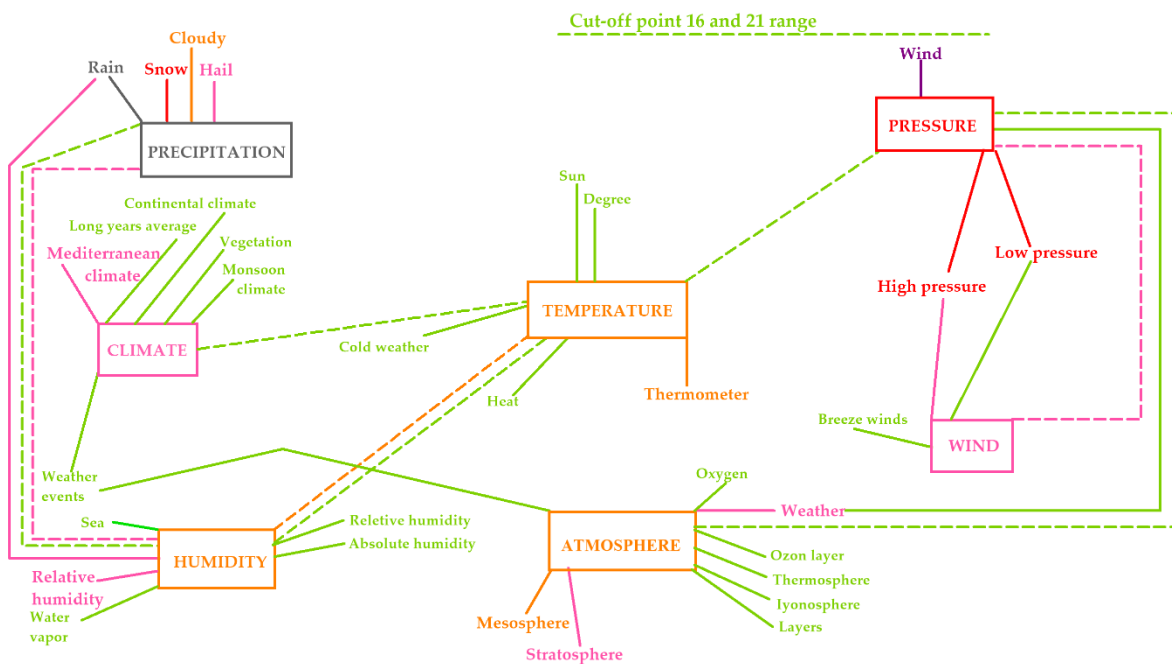 Cut-off point 16 and 21 range
Cloudy
Rain
Snow
Hail
Wind
PRECIPITATION
PRESSURE
Sun
Degree
Continental climate
Long years average
Mediterranean
climate
Vegetation
Monsoon
climate
Low pressure
High pressure
TEMPERATURE
CLIMATE
Cold weather
Thermometer
Heat
Breeze winds
WIND
Weather
events
Oxygen
Weather
Sea
Reletive humidity
Absolute humidity
HUMIDITY
ATMOSPHERE
Ozon layer
Thermosphere
Iyonosphere
Layers
Relative
humidity
Water
vapor
Mesosphere
Stratosphere